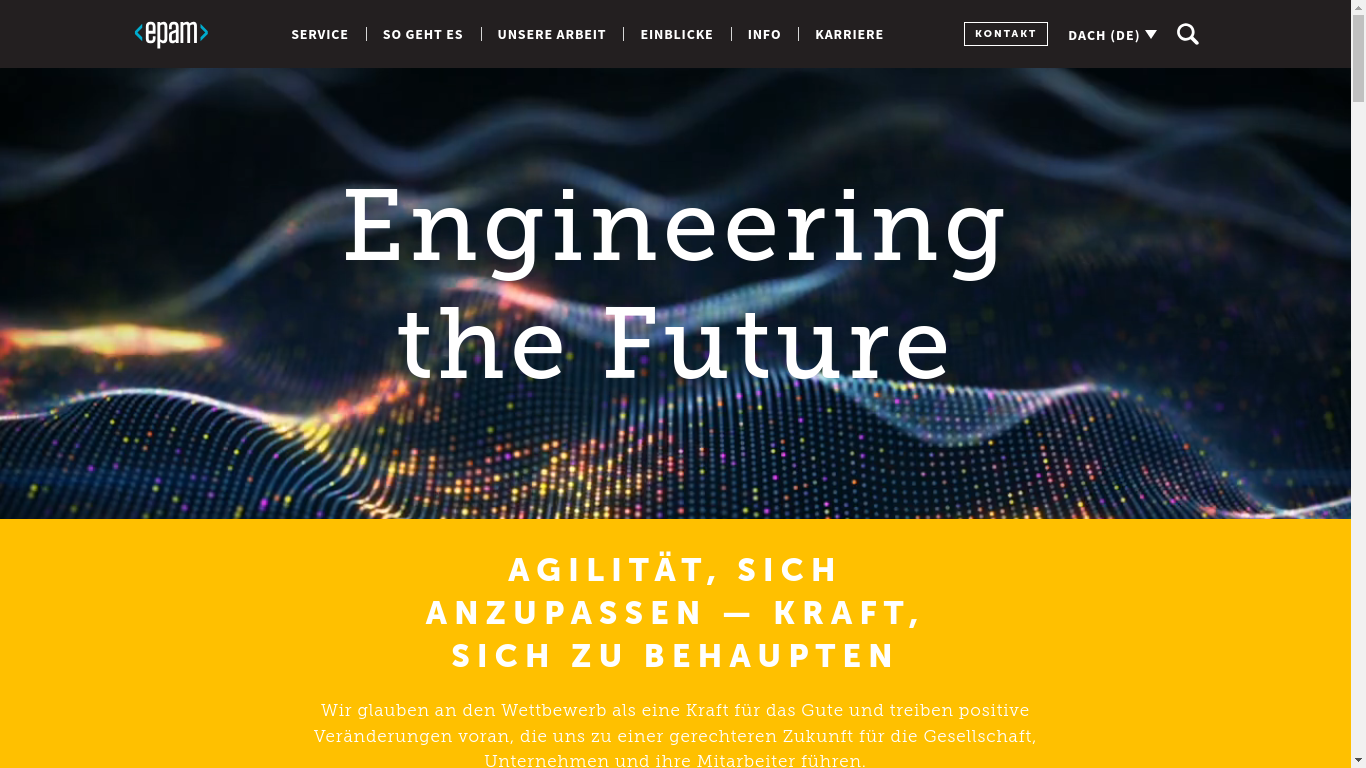 <epam>
SERVICE
SO GEHT ES
UNSERE ARBEIT
EINBLICKE
INFO
KARRIERE
KONTAKT
DACH (DE)
Engineering
the Future
AGILITÄT, SICH
ANZUPASSEN — KRAFT,
SICH ZU BEHAUPTEN
Wir glauben an den Wettbewerb als eine Kraft für das Gute und treiben positive
Veränderungen voran, die uns zu einer gerechteren Zukunft für die Gesellschaft,
Unternehmen und ihre Mitarbeiter führen.